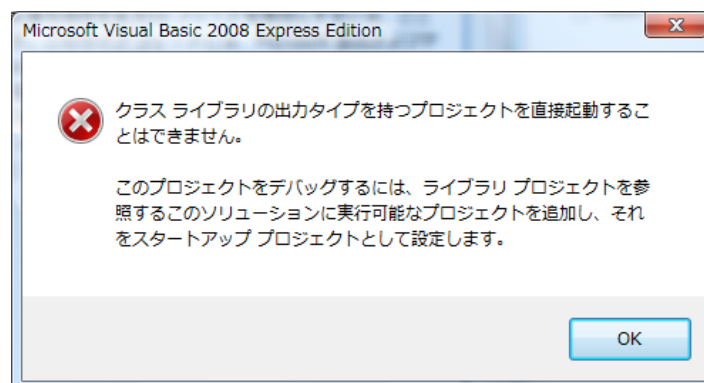 Microsoft Visual Basic 2008 Express Edition
クラス ライブラリの出力タイプを持つプロジェクトを直接起動するこ
とはできません。
このプロジェクトをデバッグするには、ライブラリ プロジェクトを参
照するこのソリューションに実行可能なプロジェクトを追加し、それ
をスタートアップ プロジェクトとして設定します。
OK